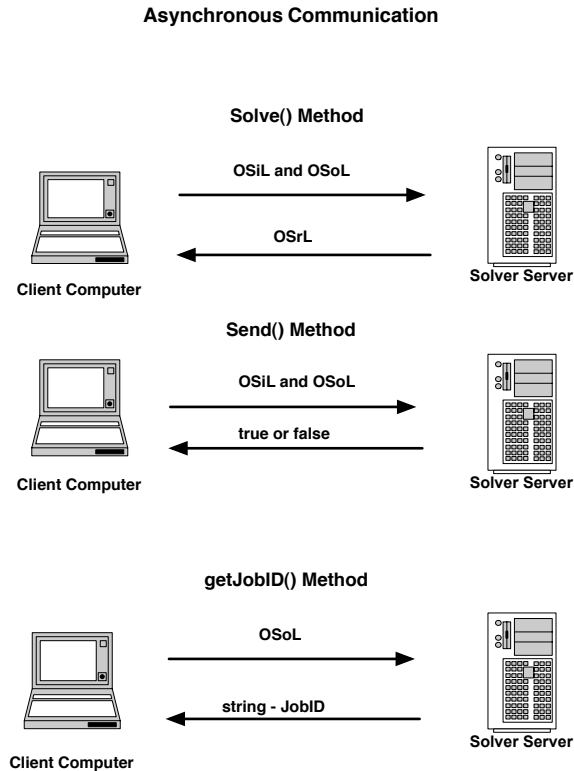 Asynchronous Communication
Solve() Method
OSiL and OSoL
OSrL
Client Computer
Solver Server
Send() Method
OSiL and OSoL
true or false
Client Computer
Solver Server
getJobID() Method
OSoL
string - JobID
Client Computer
Solver Server